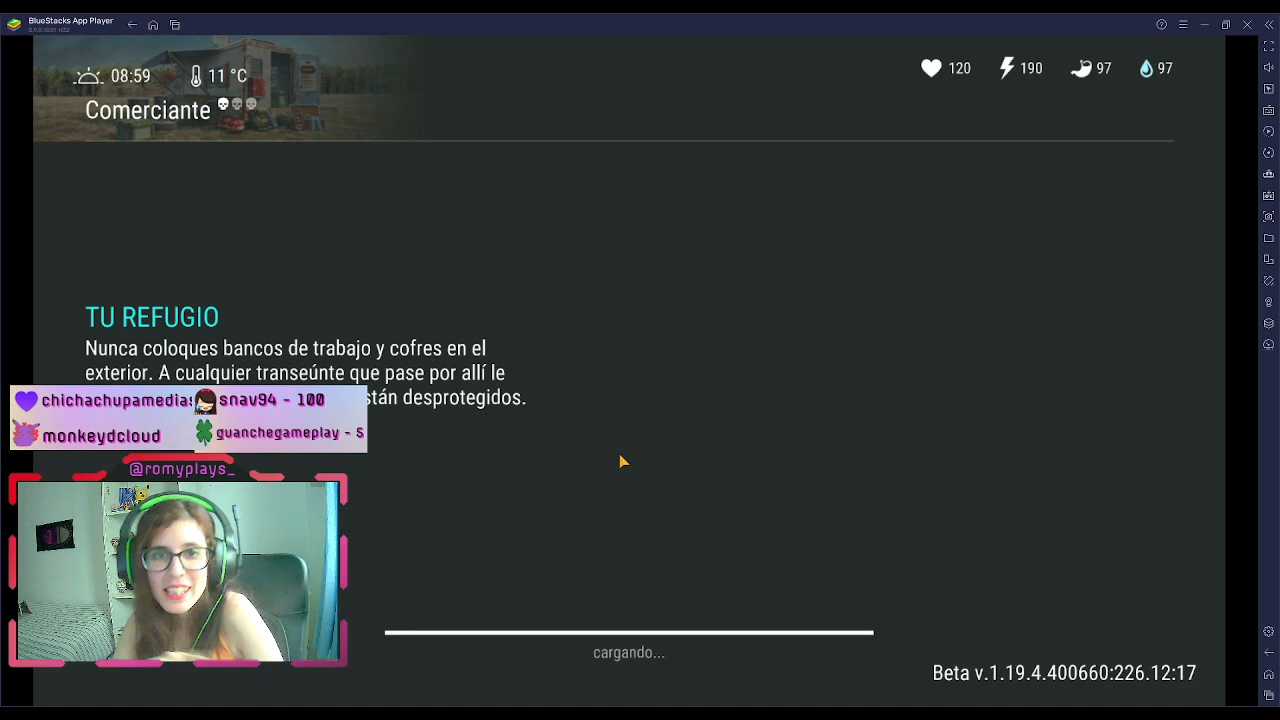 BlueStacks App Player
08:59
11 °C
120
190
97
97
Comerciante
TU REFUGIO
Nunca coloques bancos de trabajo y cofres en el
exterior. A cualquier transeúnte que pase por allí le
stán desprotegidos.
chichachupamedias
snav94 - 100
monkeydcloud
guanchegameplay - S
@romyplays_
cargando...
Beta v.1.19.4.400660:226.12:17